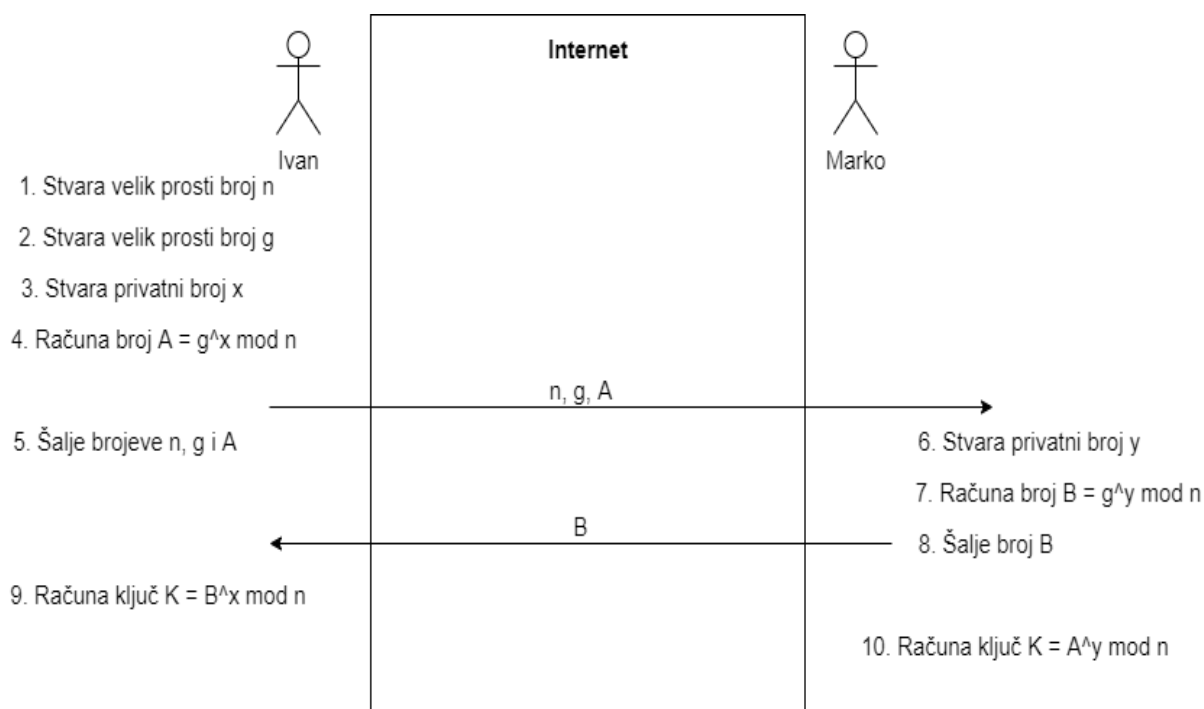 Internet
Ivan
Marko
1. Stvara velik prosti broj n
2. Stvara velik prosti broj g
3. Stvara privatni broj x
4. Računa broj A = g^x mod n
n, g, A
5. Šalje brojeve n, g i A
6. Stvara privatni broj y
7. Računa broj B = g^y mod n
B
8. Šalje broj B
9. Računa ključ K = B^x mod n
10. Računa ključ K = A^y mod n